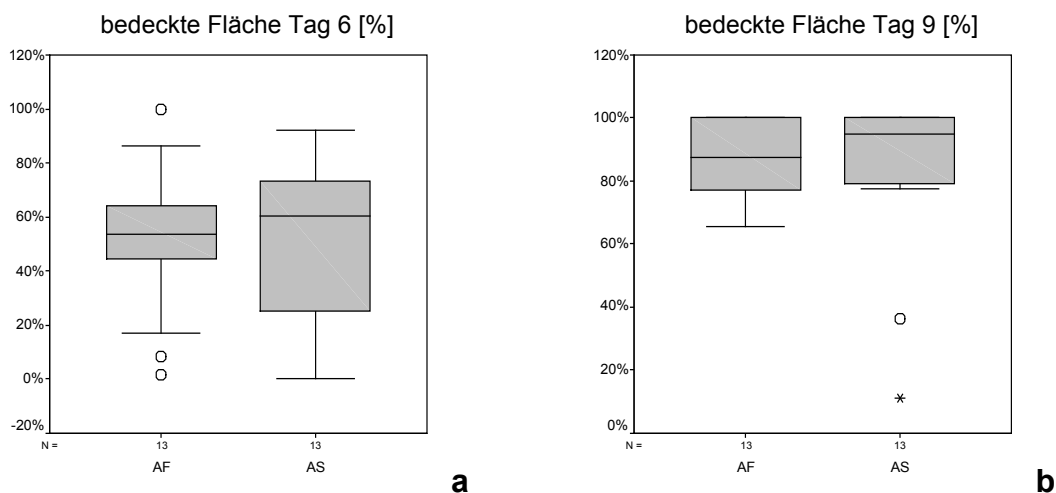 bedeckte Fläche Tag 6 [%]
120%
100%
80%
60%
40%
20%
0%
-20%
N =
13
13
AF
AS
a
bedeckte Fläche Tag 9 [%]
120%
100%
80%
60%
40%
20%
0%
N =
13
13
AF
AS
b